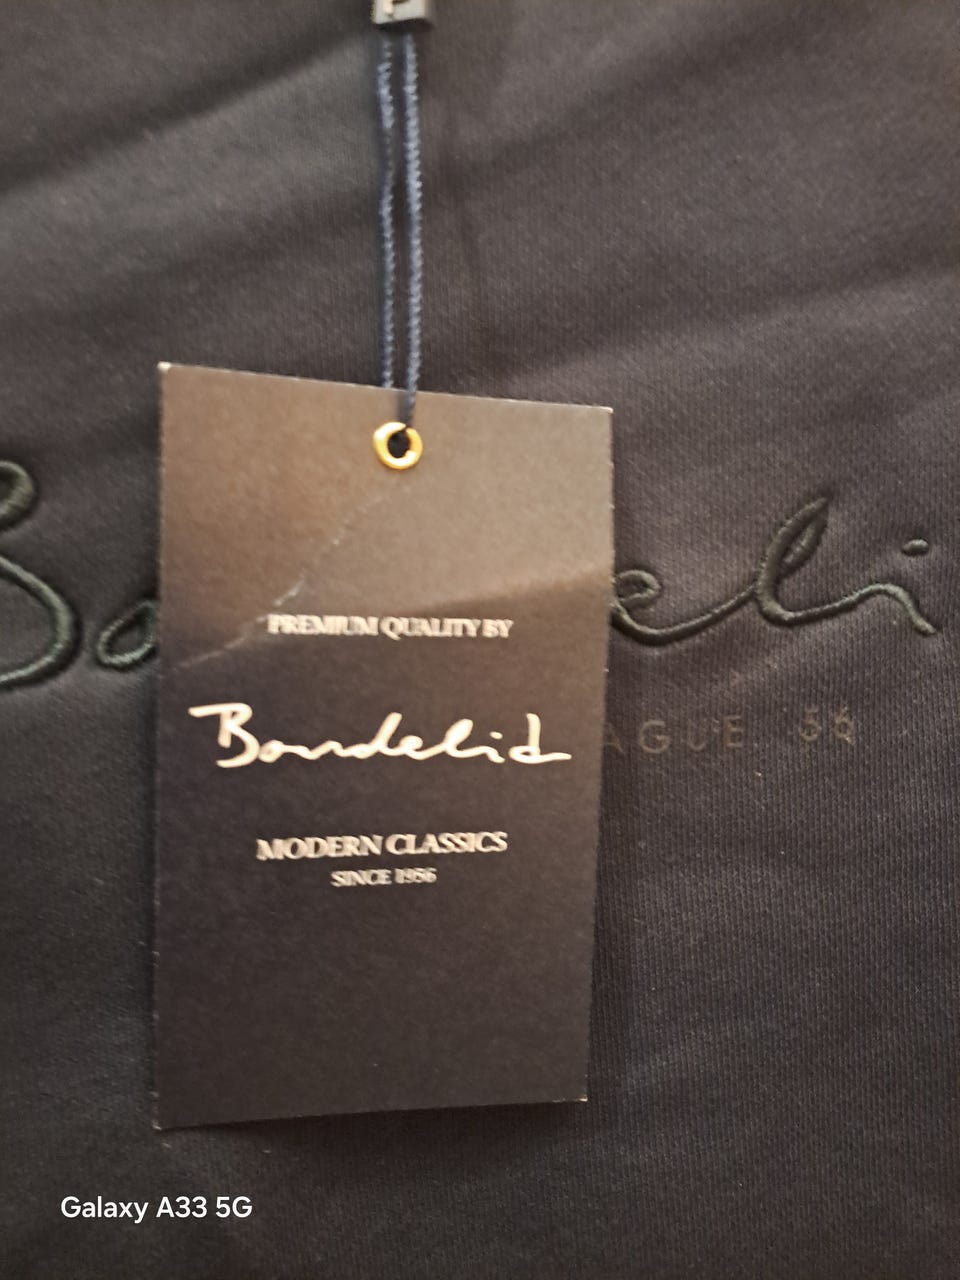 PREMIUM QUALITY BY
Bondelid
MODERN CLASSICS
SINCE 1956
AGUE 56
Galaxy A33 5G